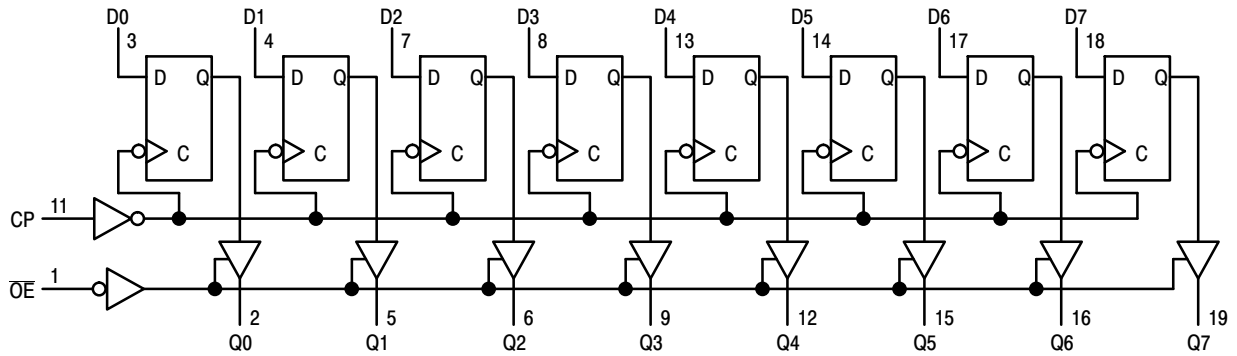 D0 D1 D2 D3 D4 D5 D6 D7
3 4 7 8 13 14 17 18
D Q D Q D Q D Q D Q D Q D Q D Q
C C C C C C C C
CP 11
OE 1
2 5 6 9 12 15 16 19
Q0 Q1 Q2 Q3 Q4 Q5 Q6 Q7